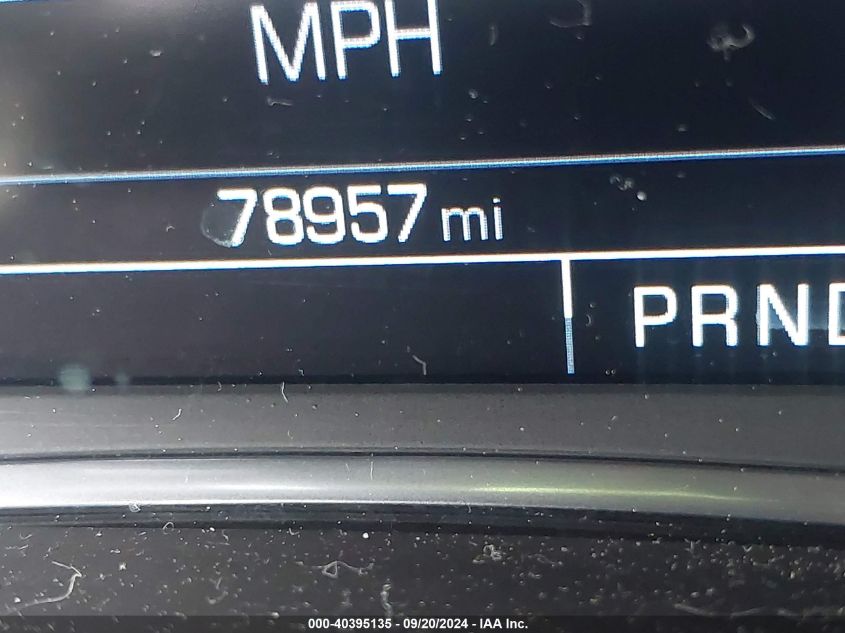 MPH
78957 mi
PRND
000-40395135 - 09/20/2024 - IAA Inc.